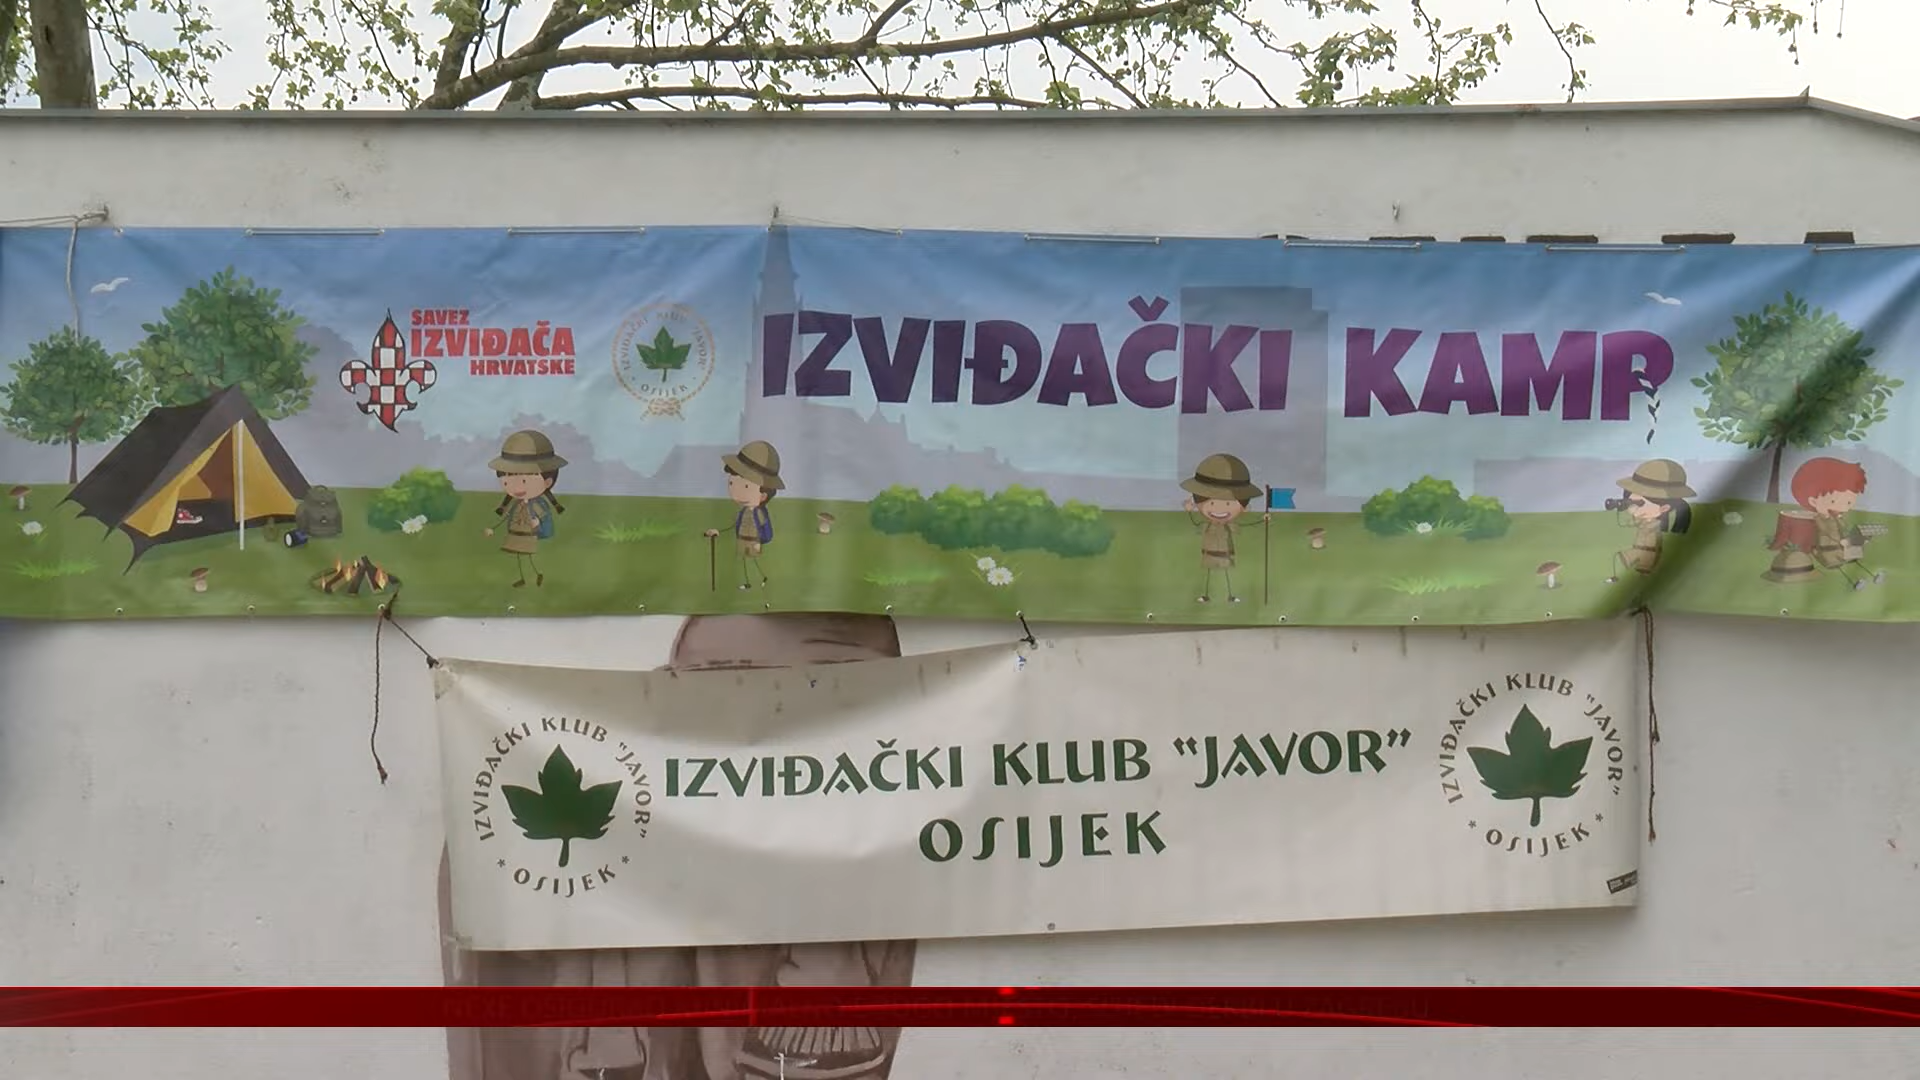 SAVEZ
IZVIĐAČA
HRVATSKE
IZVIĐAČKI KLUB "JAVOR"
* OSIJEK *
IZVIĐAČKI KAMP
IZVIĐAČKI KLUB "JAVOR"
* OSIJEK *
IZVIĐAČKI KLUB "JAVOR"
OSIJEK
IZVIĐAČKI KLUB "JAVOR"
* OSIJEK *